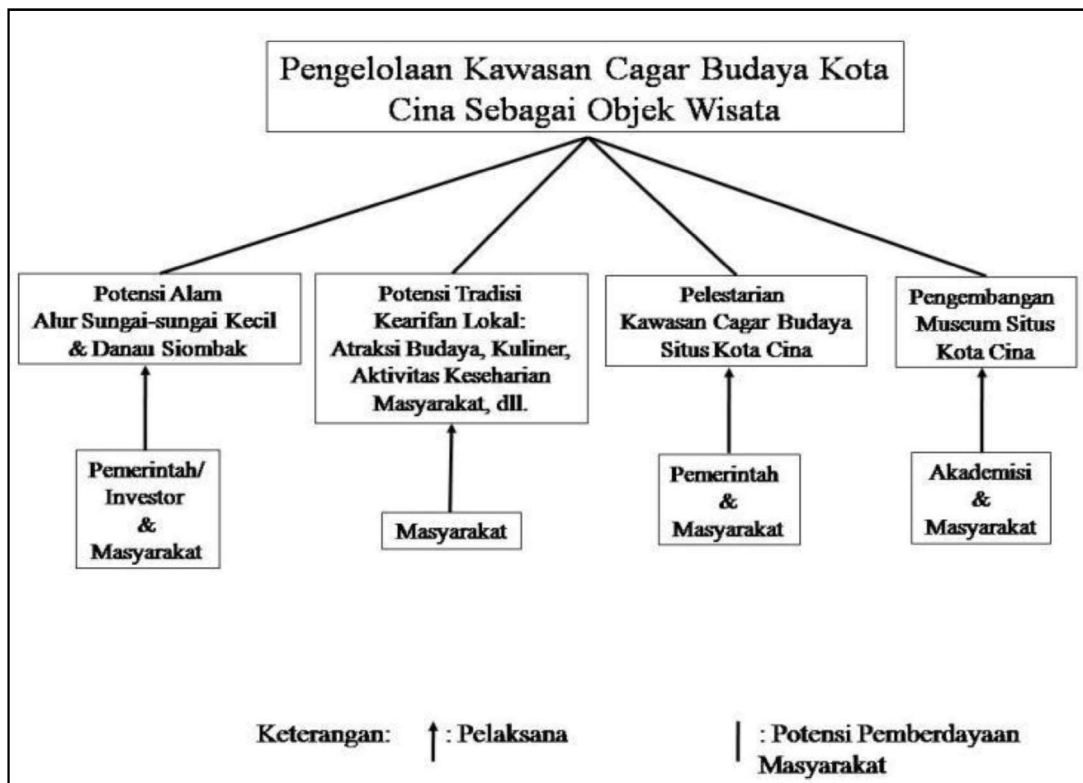 Pengelolaan Kawasan Cagar Budaya Kota
Cina Sebagai Objek Wisata
Potensi Alam
Alur Sungai-sungai Kecil
& Danau Siombak
Potensi Tradisi
Kearifan Lokal:
Atraksi Budaya, Kuliner,
Aktivitas Keseharian
Masyarakat, dll.
Pelestarian
Kawasan Cagar Budaya
Situs Kota Cina
Pengembangan
Museum Situs
Kota Cina
Pemerintah/
Investor
&
Masyarakat
Masyarakat
Pemerintah
&
Masyarakat
Akademisi
&
Masyarakat
Keterangan: : Pelaksana
: Potensi Pemberdayaan
Masyarakat